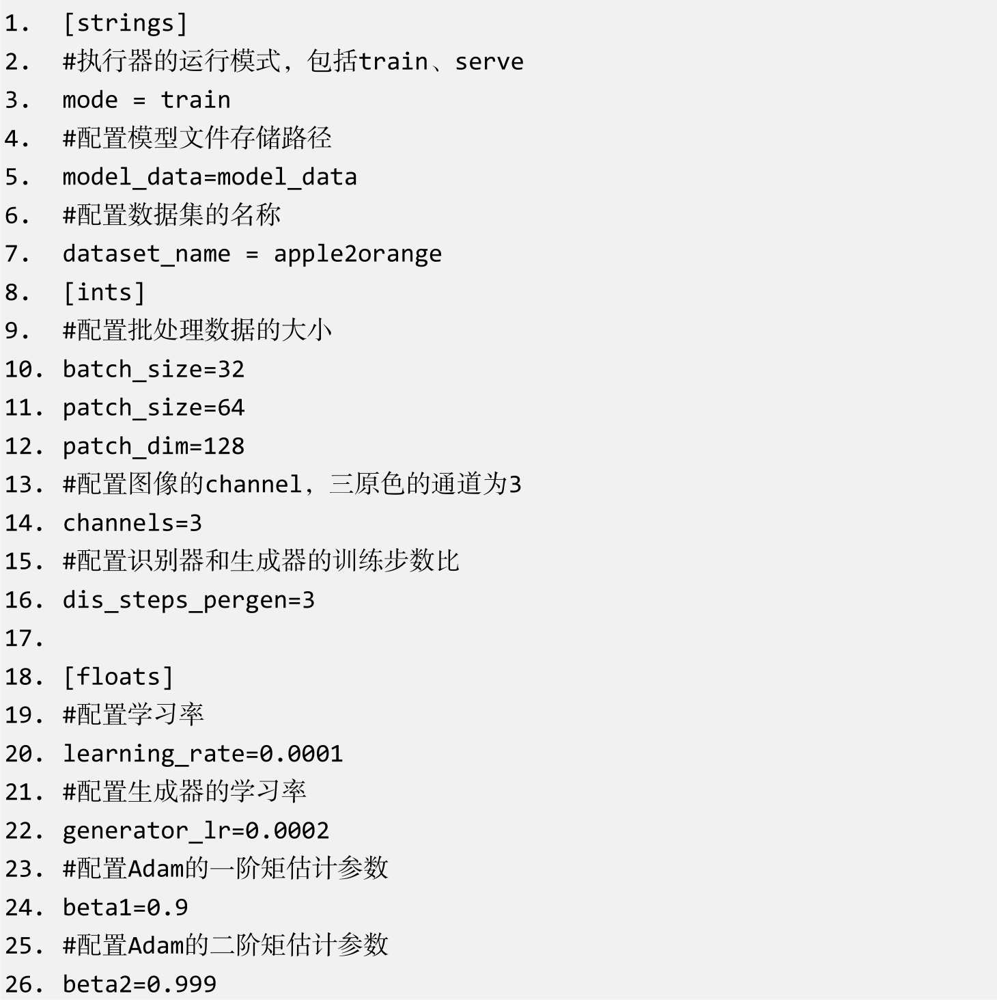 1. [strings]
2. #执行器的运行模式，包括train、serve
3. mode = train
4. #配置模型文件存储路径
5. model_data=model_data
6. #配置数据集的名称
7. dataset_name = apple2orange
8. [ints]
9. #配置批处理数据的大小
10. batch_size=32
11. patch_size=64
12. patch_dim=128
13. #配置图像的channel，三原色的通道为3
14. channels=3
15. #配置识别器和生成器的训练步数比
16. dis_steps_pergen=3
17.
18. [floats]
19. #配置学习率
20. learning_rate=0.0001
21. #配置生成器的学习率
22. generator_lr=0.0002
23. #配置Adam的一阶矩估计参数
24. beta1=0.9
25. #配置Adam的二阶矩估计参数
26. beta2=0.999